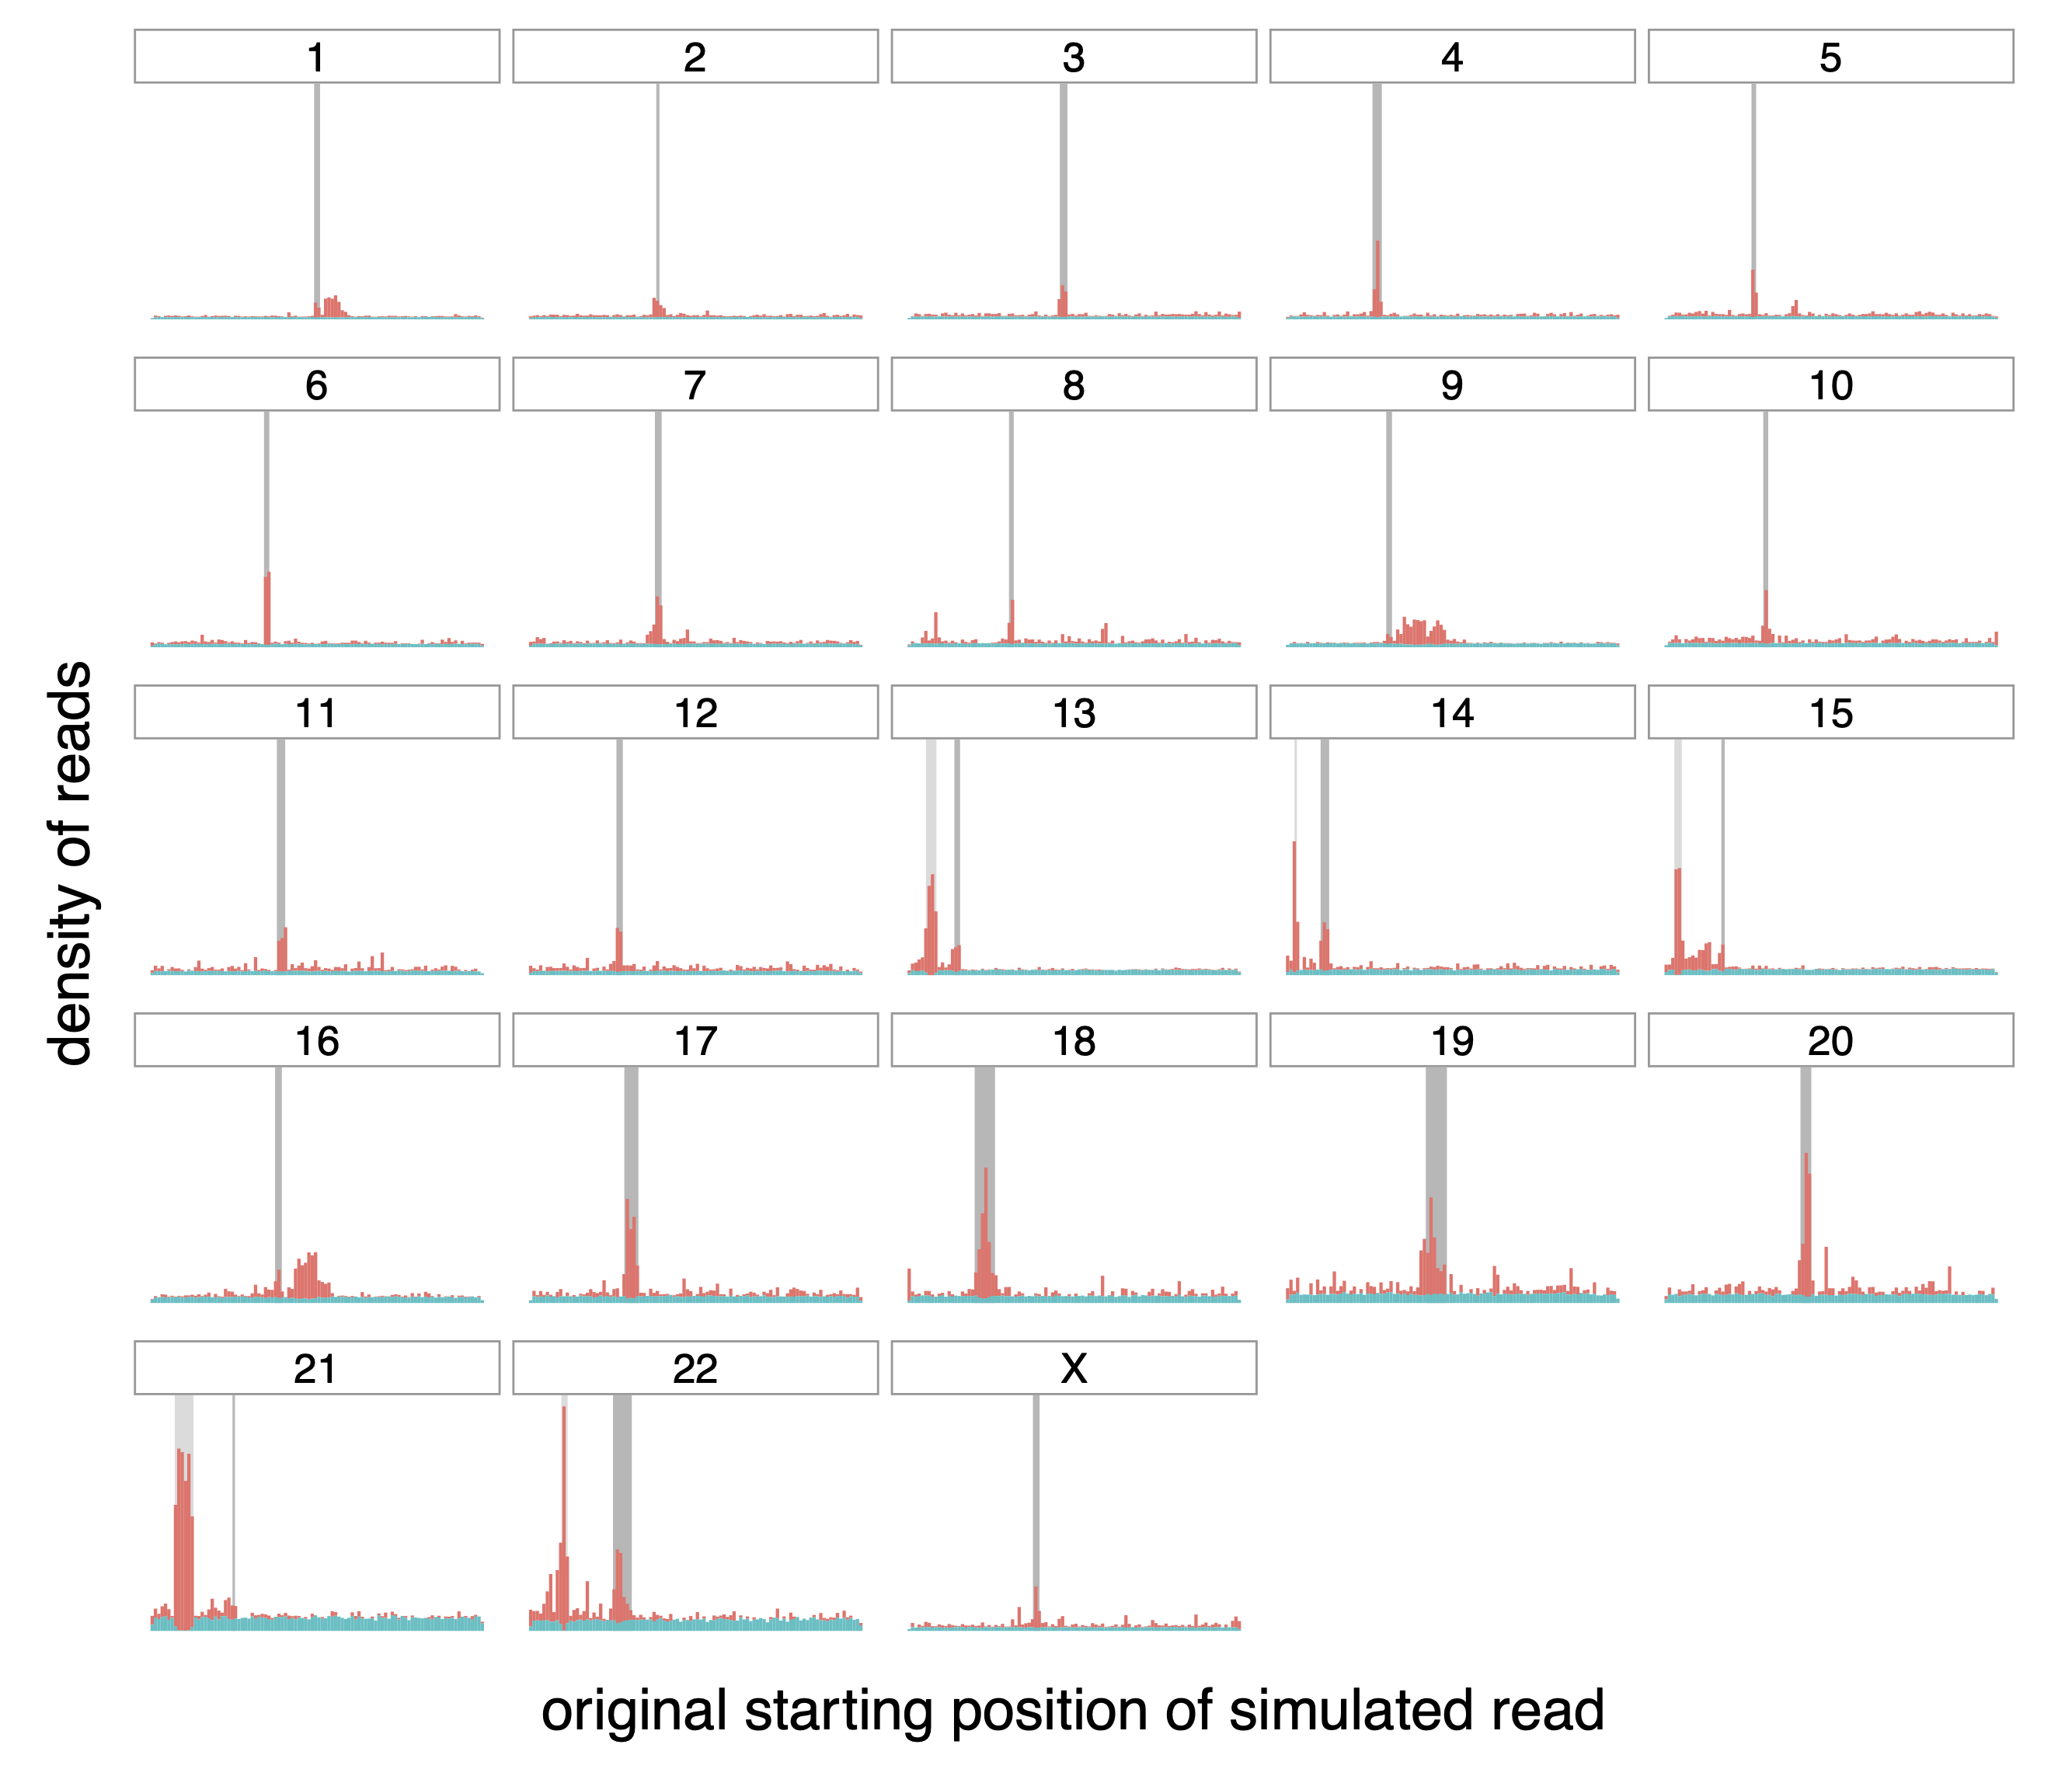 1 2 3 4 5
6 7 8 9 10
11 12 13 14 15
16 17 18 19 20
21 22 X
density of reads
original starting position of simulated read